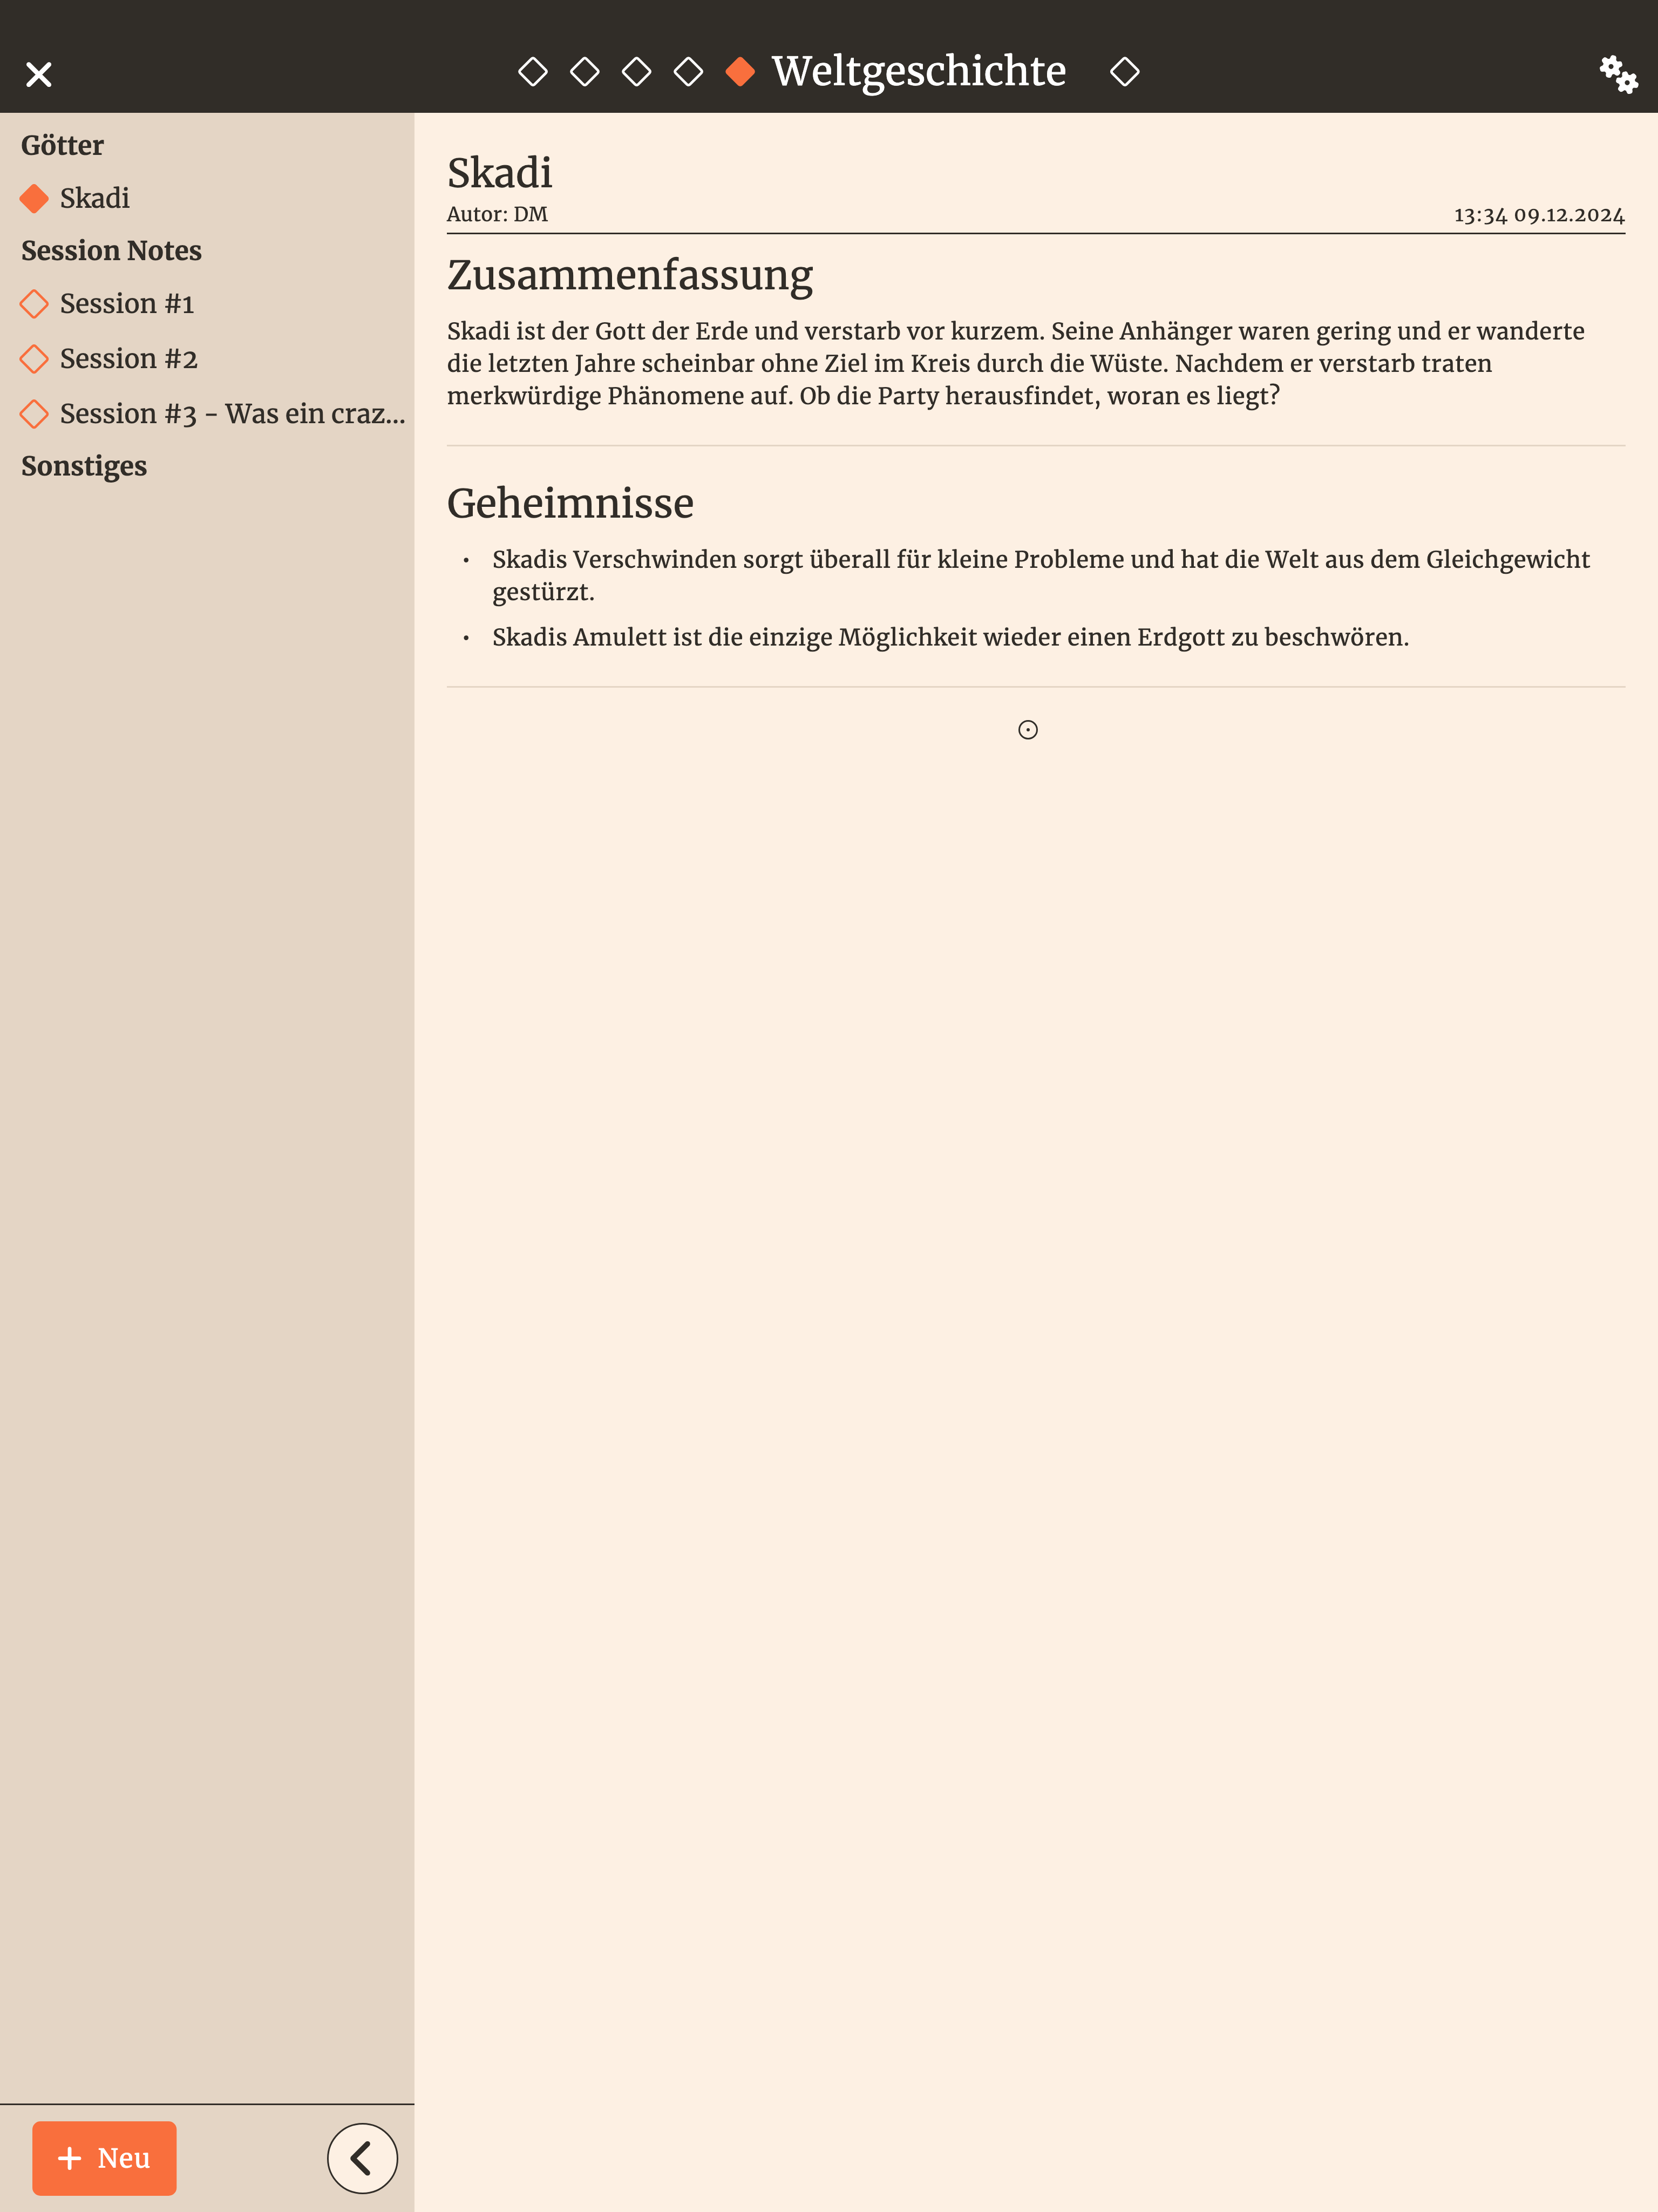 Weltgeschichte
Götter
Skadi
Session Notes
Session #1
Session #2
Session #3 - Was ein craz...
Sonstiges
Neu
Skadi
Autor: DM
13:34 09.12.2024
Zusammenfassung
Skadi ist der Gott der Erde und verstarb vor kurzem. Seine Anhänger waren gering und er wanderte
die letzten Jahre scheinbar ohne Ziel im Kreis durch die Wüste. Nachdem er verstarb traten
merkwürdige Phänomene auf. Ob die Party herausfindet, woran es liegt?
Geheimnisse
• Skadis Verschwinden sorgt überall für kleine Probleme und hat die Welt aus dem Gleichgewicht
gestürzt.
• Skadis Amulett ist die einzige Möglichkeit wieder einen Erdgott zu beschwören.